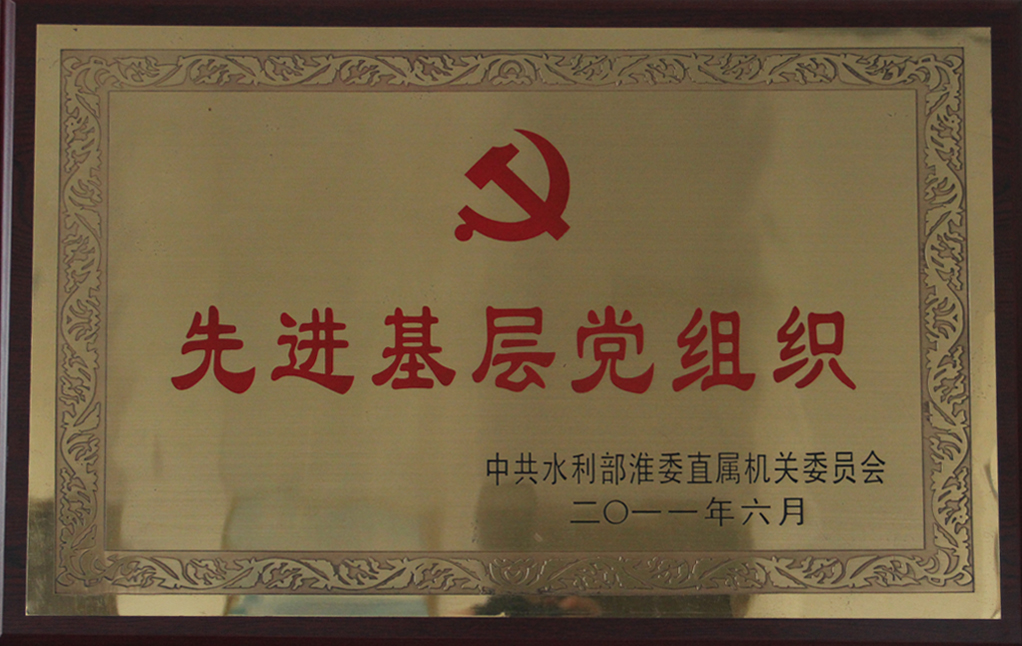 先进基层党组织
中共水利部淮委直属机关委员会
二〇一一年六月